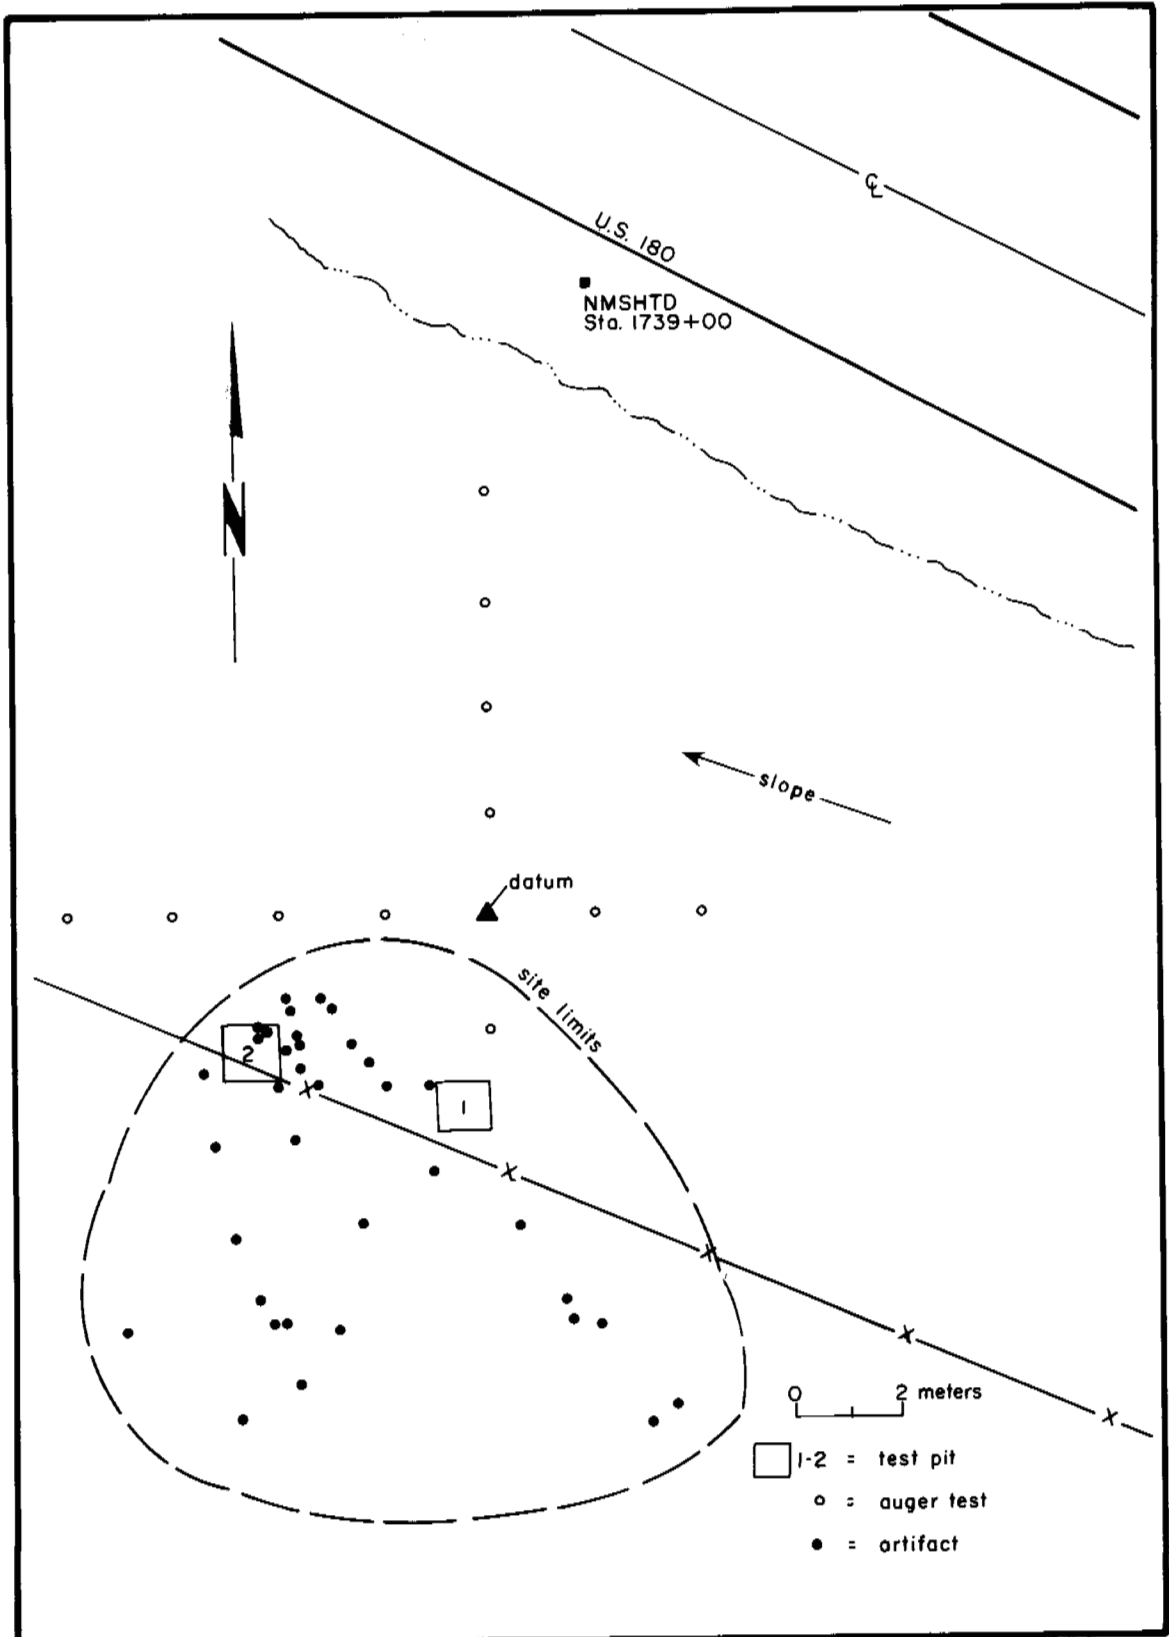 ℄
U.S. 180
NMSHTD
Sta. 1739+00
N
slope
datum
site limits
2
1
0 2 meters
1-2 = test pit
= auger test
= artifact